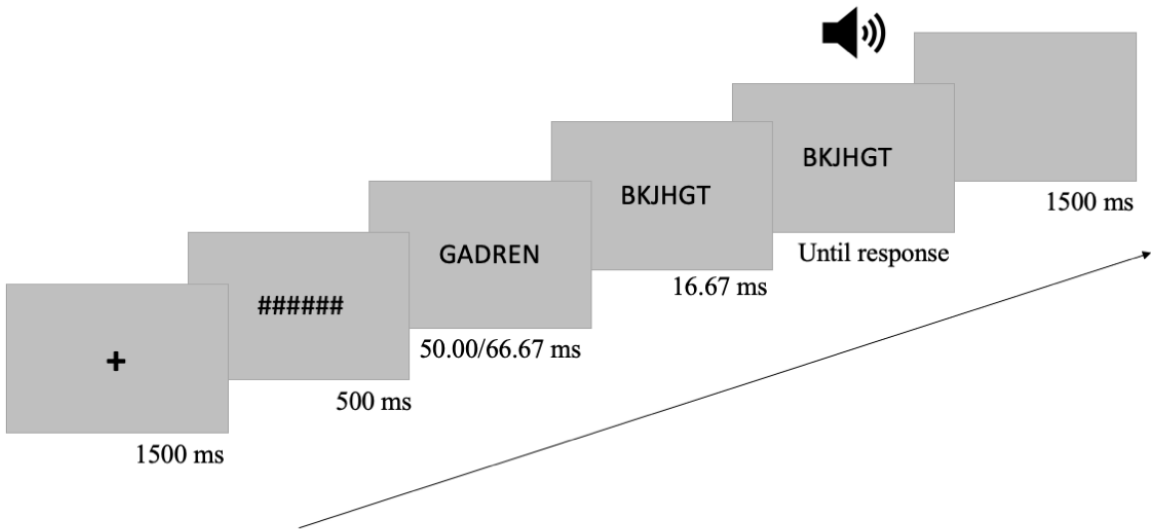 +
1500 ms
######
500 ms
GADREN
50.00/66.67 ms
BKJHGT
16.67 ms
BKJHGT
Until response
1500 ms